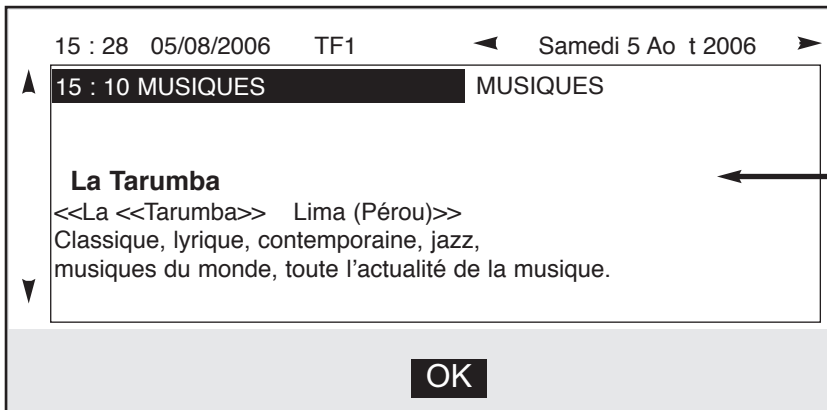 15 : 28 05/08/2006 TF1 Samedi 5 Ao t 2006
15 : 10 MUSIQUES MUSIQUES
La Tarumba
<<La <<Tarumba>> Lima (Pérou)>>
Classique, lyrique, contemporaine, jazz,
musiques du monde, toute l'actualité de la musique.
OK